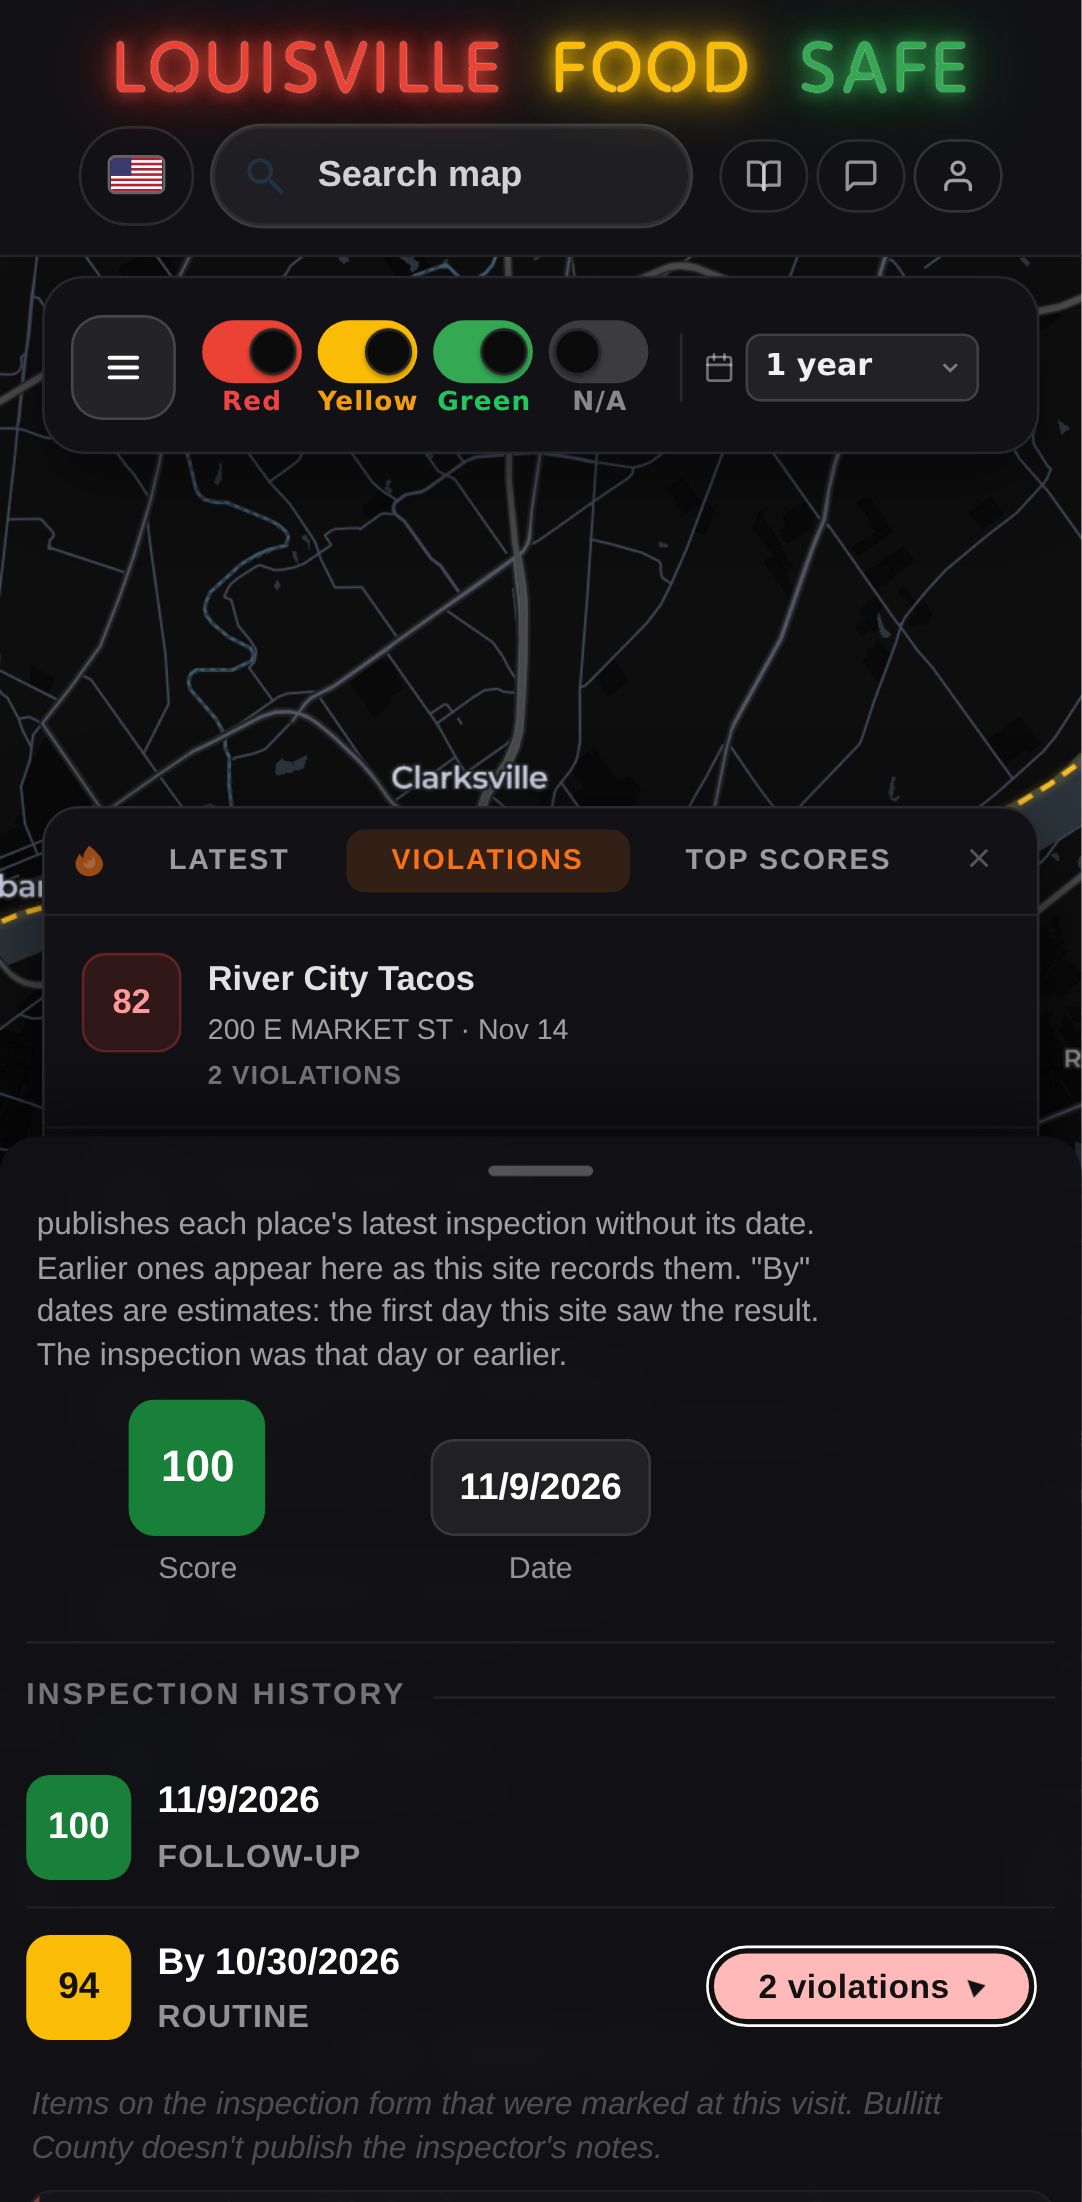 LOUISVILLE FOOD SAFE
Search map
Red Yellow Green N/A
1 year
Clarksville
LATEST VIOLATIONS TOP SCORES
82
River City Tacos
200 E MARKET ST · Nov 14
2 VIOLATIONS
publishes each place's latest inspection without its date.
Earlier ones appear here as this site records them. "By"
dates are estimates: the first day this site saw the result.
The inspection was that day or earlier.
100
Score
11/9/2026
Date
INSPECTION HISTORY
100
11/9/2026
FOLLOW-UP
94
By 10/30/2026
ROUTINE
2 violations
Items on the inspection form that were marked at this visit. Bullitt
County doesn't publish the inspector's notes.